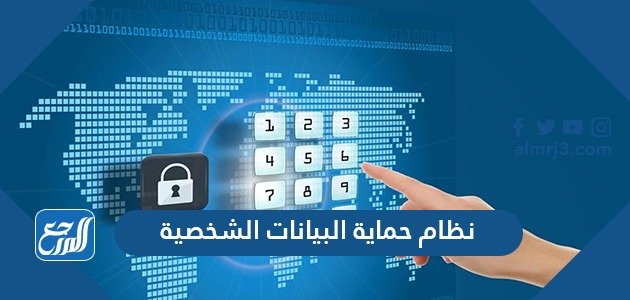 1 2 3
4 5 6
7 8 9
almrj3.com
نظام حماية البيانات الشخصية
المرجع